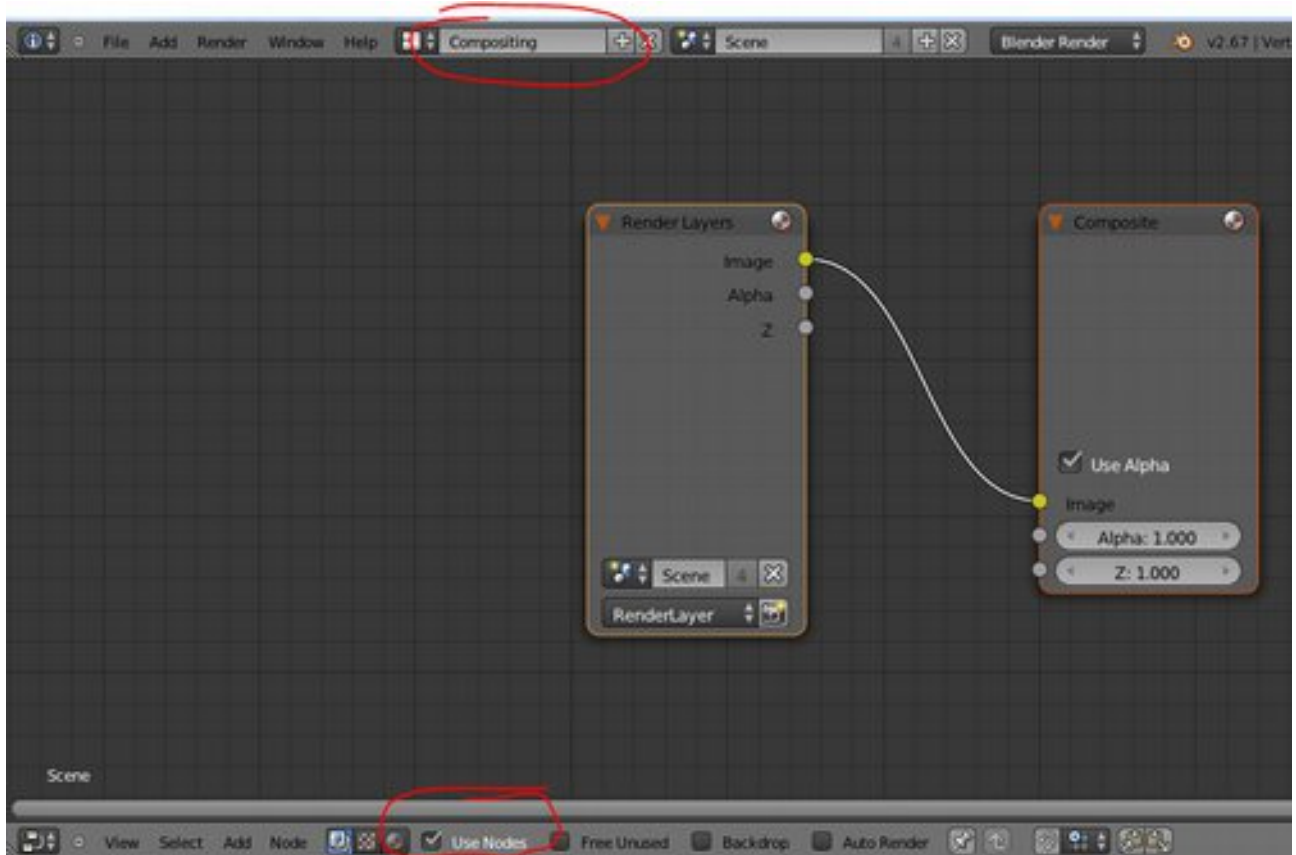 File Add Render Window Help Compositing Scene 4 Blender Render v2.67 | Vert
Render Layers
Image
Alpha
Z
Scene 4
RenderLayer
Composite
Use Alpha
Image
Alpha: 1.000
Z: 1.000
Scene
View Select Add Node Use Nodes Free Unused Backdrop Auto Render